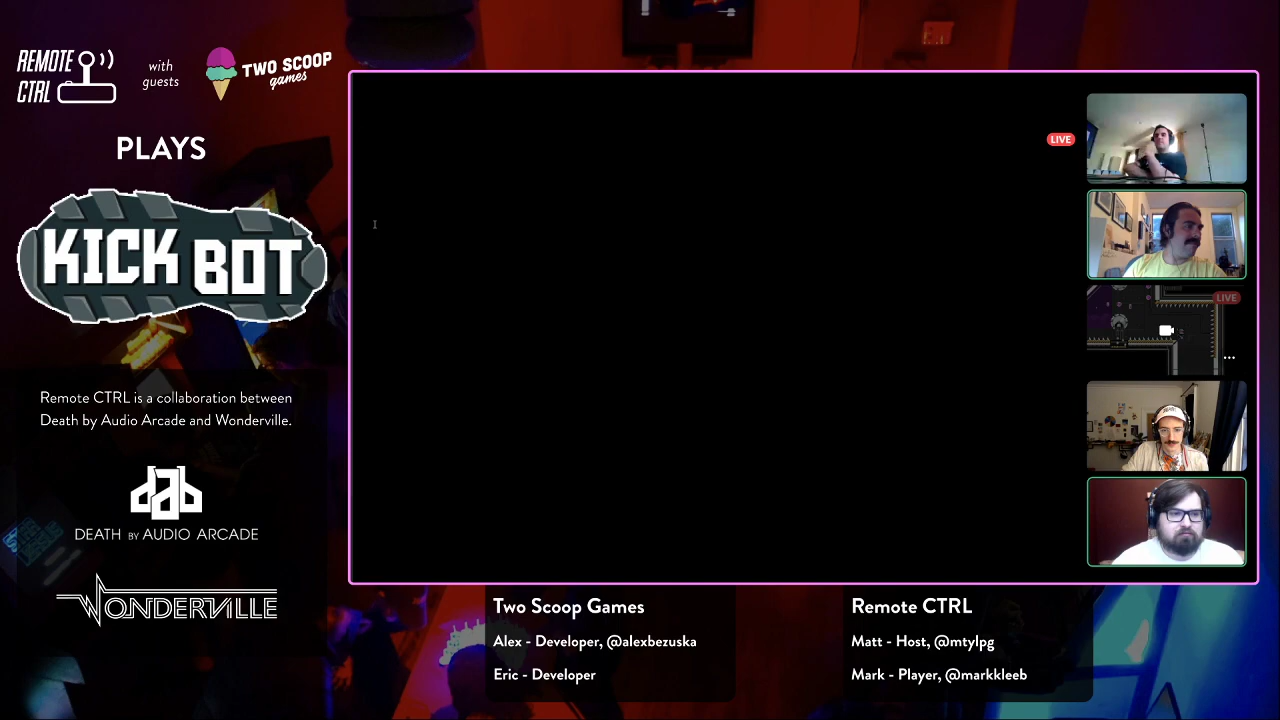 REMOTE
CTRL
with
guests
TWO SCOOP
games
PLAYS
KICK BOT
Remote CTRL is a collaboration between
Death by Audio Arcade and Wonderville.
dab
DEATH BY AUDIO ARCADE
WONDERVILLE
LIVE
LIVE
Two Scoop Games
Alex - Developer, @alexbezuska
Eric - Developer
Remote CTRL
Matt - Host, @mtylpg
Mark - Player, @markkleeb